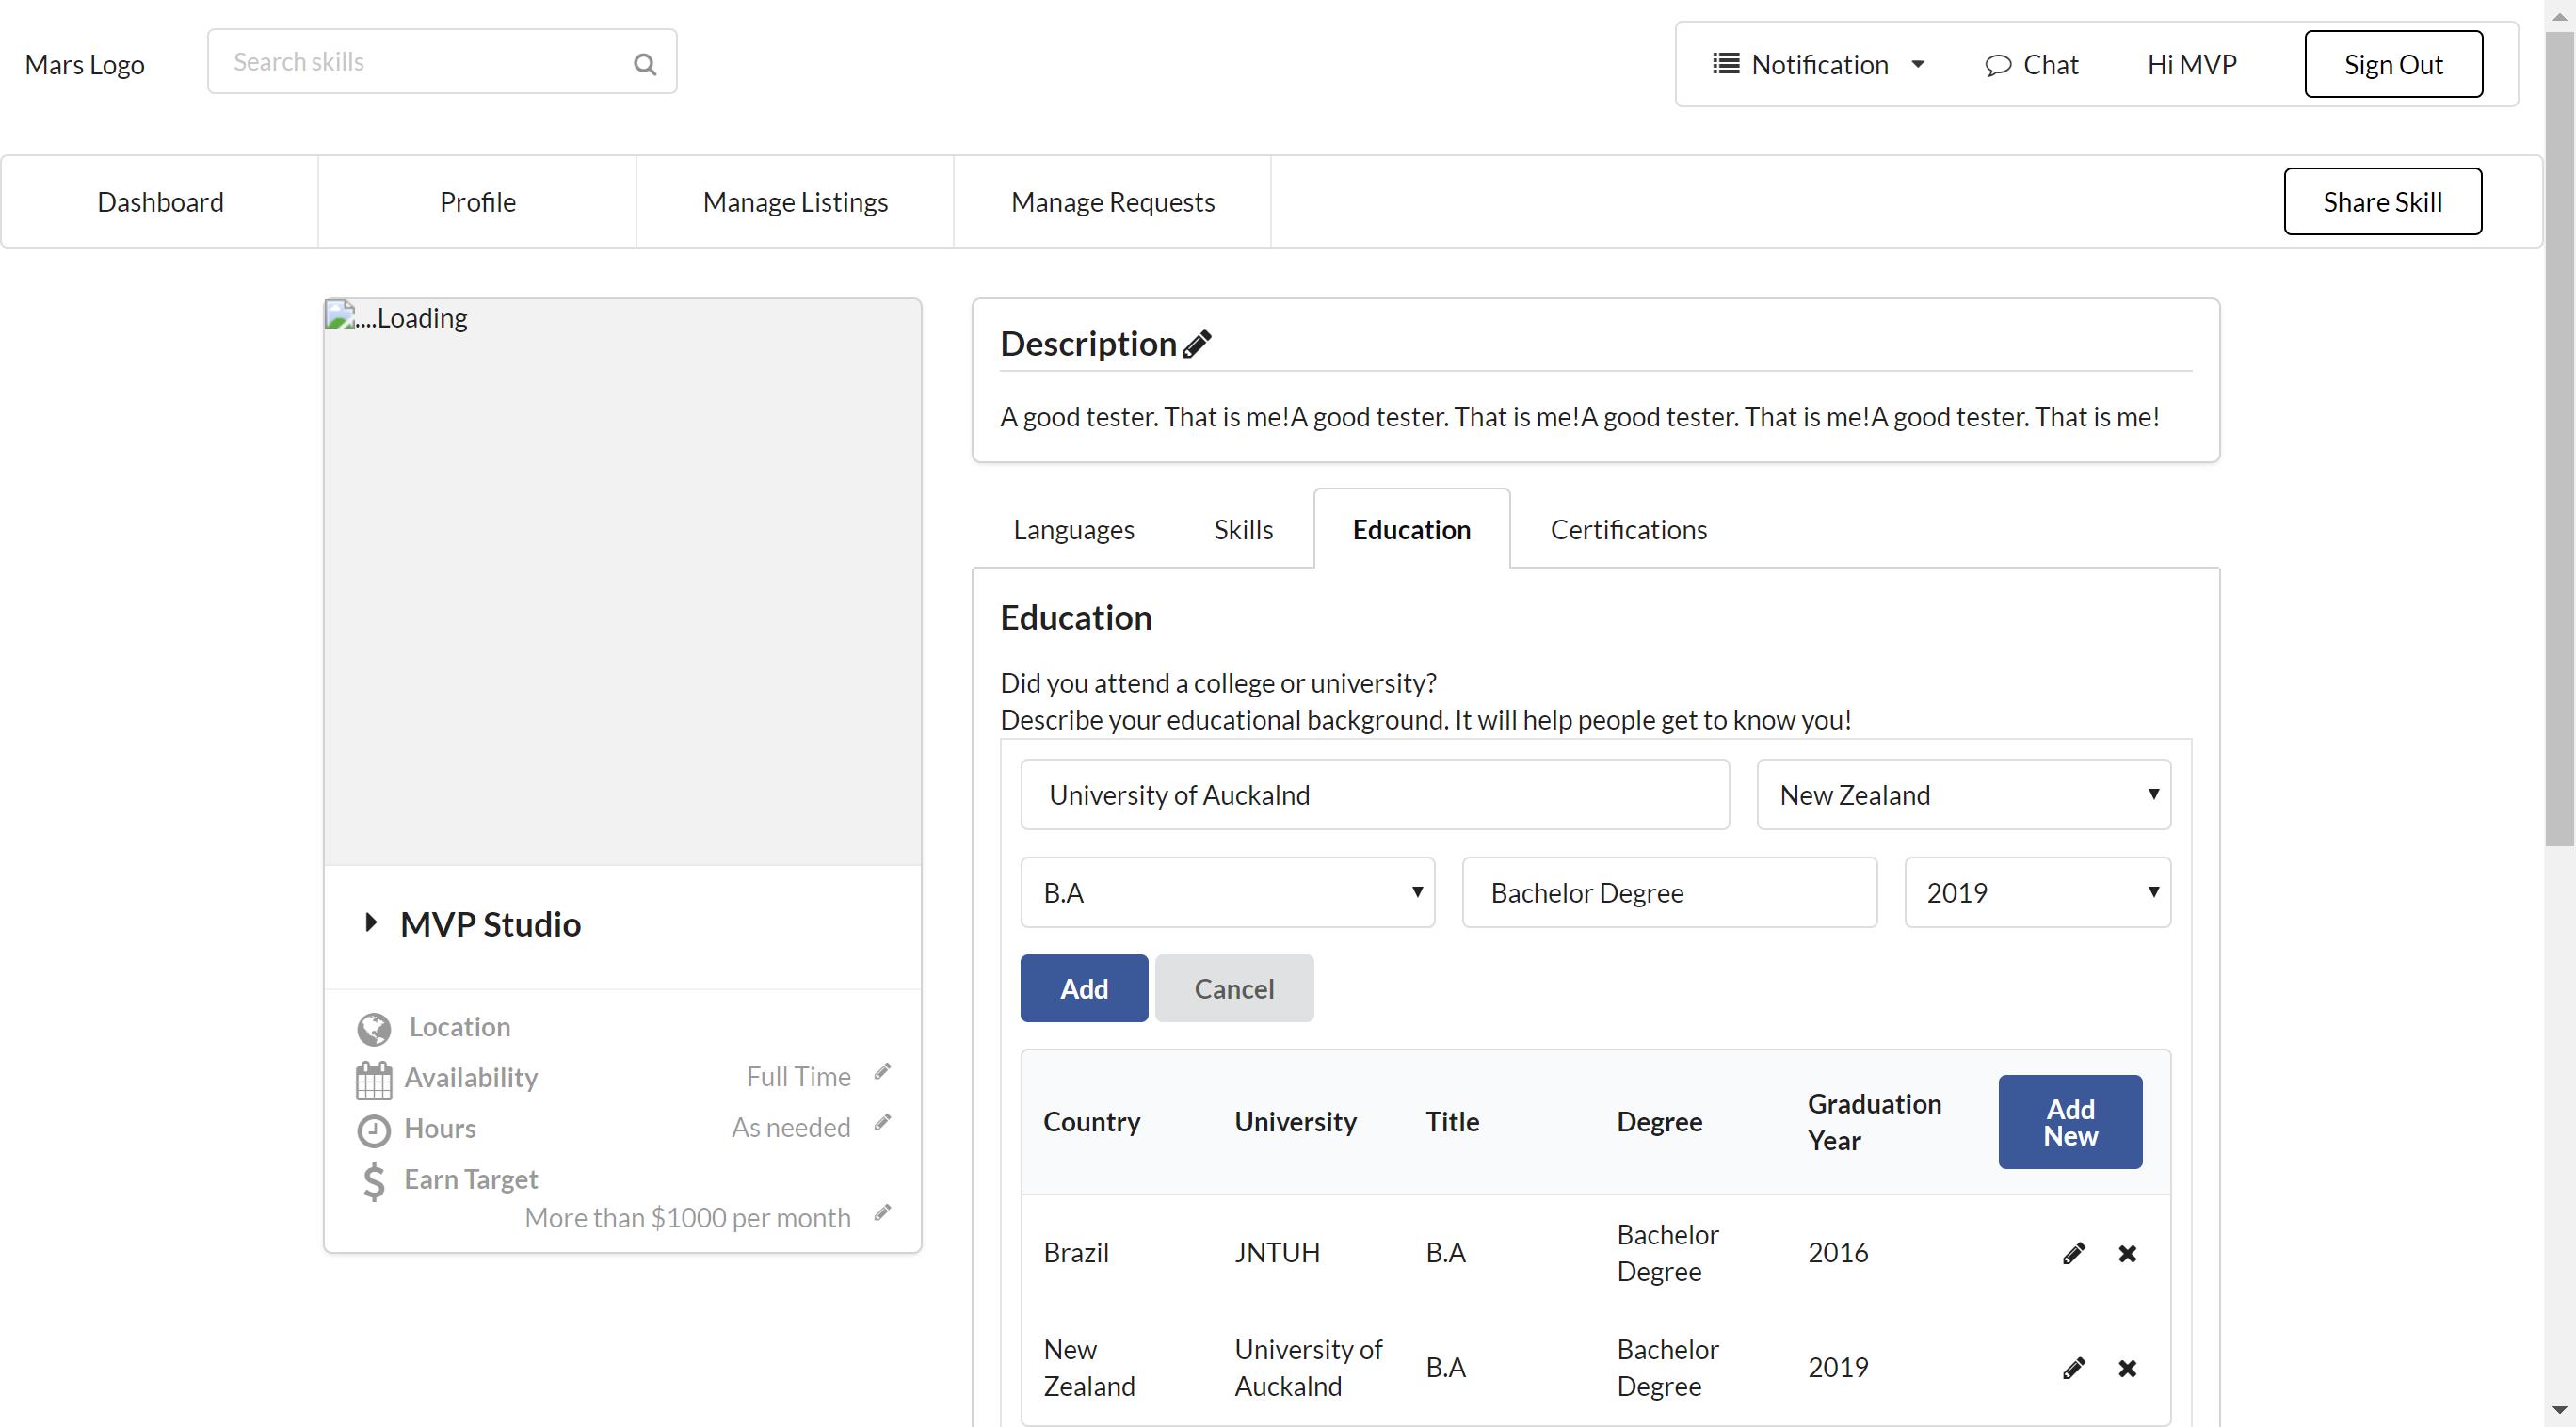 Mars Logo
Search skills
Notification
Chat
Hi MVP
Sign Out
Dashboard
Profile
Manage Listings
Manage Requests
Share Skill
....Loading
MVP Studio
Location
Availability
Full Time
Hours
As needed
Earn Target
More than $1000 per month
Description
A good tester. That is me!A good tester. That is me!A good tester. That is me!A good tester. That is me!
Languages
Skills
Education
Certifications
Education
Did you attend a college or university?
Describe your educational background. It will help people get to know you!
University of Auckalnd
New Zealand
B.A
Bachelor Degree
2019
Add
Cancel
Country
University
Title
Degree
Graduation
Year
Add
New
Brazil
JNTUH
B.A
Bachelor
Degree
2016
New
Zealand
University of
Auckalnd
B.A
Bachelor
Degree
2019